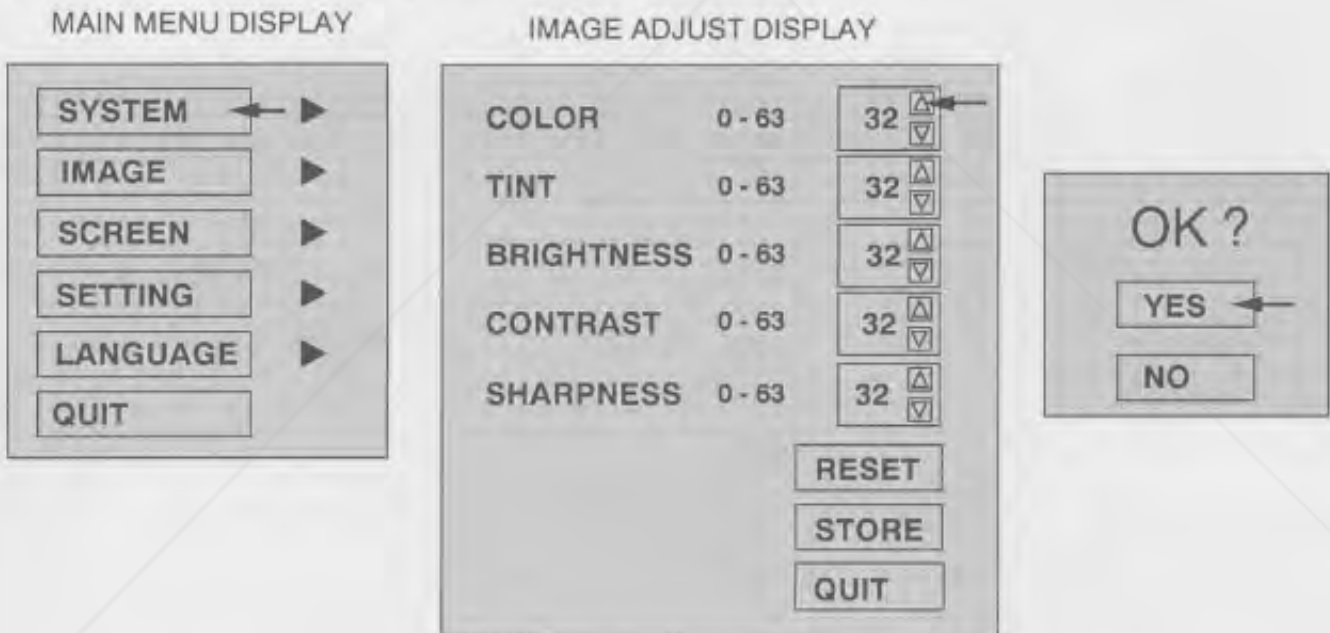 MAIN MENU DISPLAY
SYSTEM
IMAGE
SCREEN
SETTING
LANGUAGE
QUIT
IMAGE ADJUST DISPLAY
COLOR 0 - 63 32
TINT 0 - 63 32
BRIGHTNESS 0 - 63 32
CONTRAST 0 - 63 32
SHARPNESS 0 - 63 32
RESET
STORE
QUIT
OK ?
YES
NO